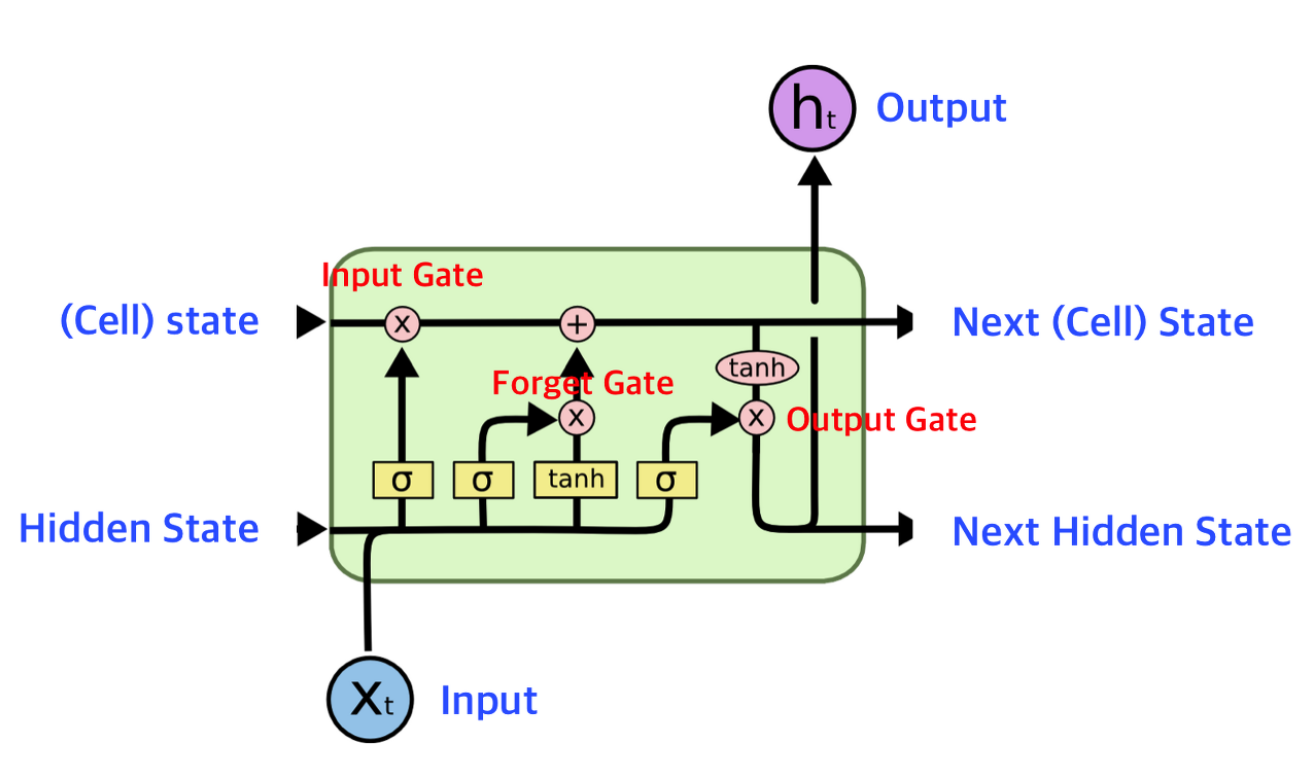 ht
Output
Input Gate
(Cell) state
x
+
Next (Cell) State
tanh
Forget Gate
x
x
Output Gate
σ
σ
tanh
σ
Hidden State
Next Hidden State
Xt
Input